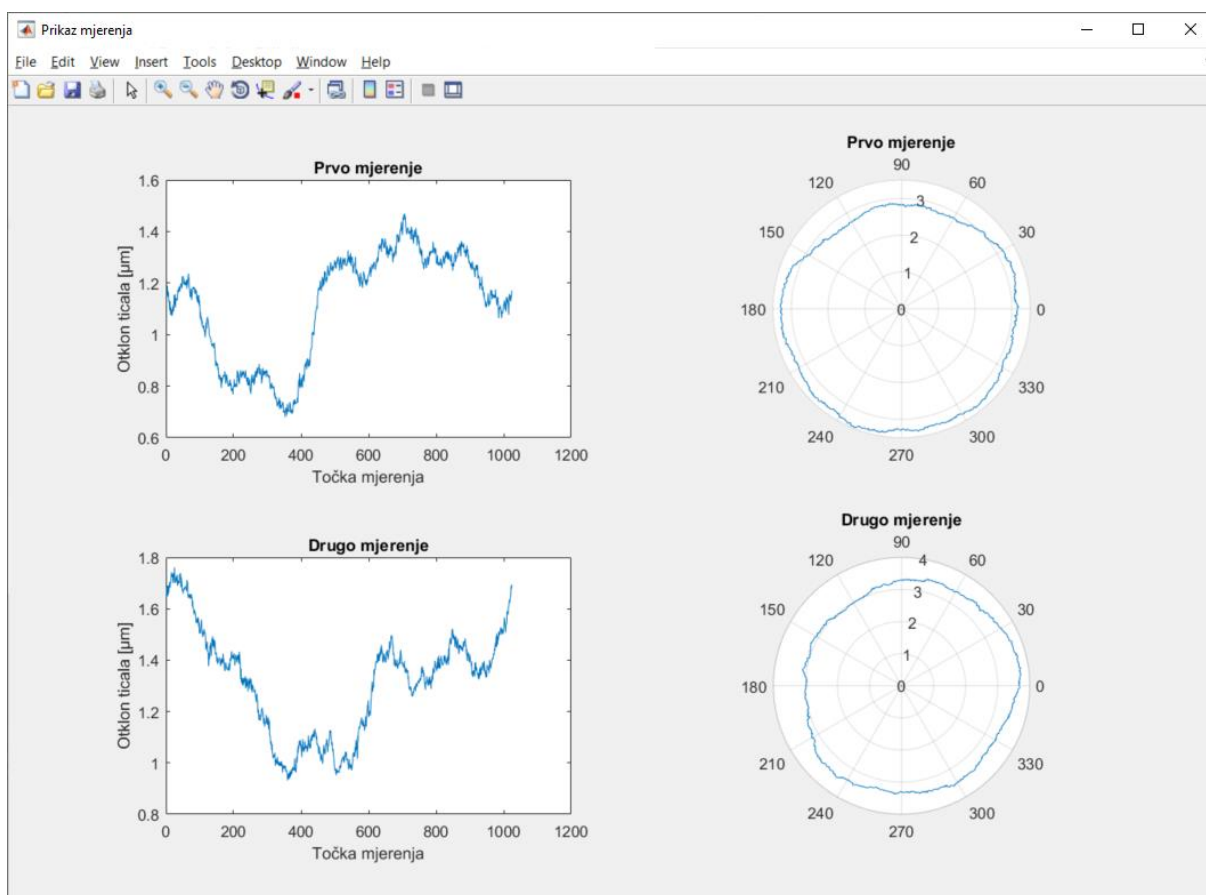 Prikaz mjerenja
File Edit View Insert Tools Desktop Window Help
Prvo mjerenje
1.6
1.4
1.2
1
0.8
0.6
Otklon ticala [µm]
0 200 400 600 800 1000 1200
Točka mjerenja
Prvo mjerenje
90
120 60
150 30
180 0
210 330
240 300
270
3
2
1
0
Drugo mjerenje
1.8
1.6
1.4
1.2
1
0.8
Otklon ticala [µm]
0 200 400 600 800 1000 1200
Točka mjerenja
Drugo mjerenje
90
120 60
150 30
180 0
210 330
240 300
270
4
3
2
1
0